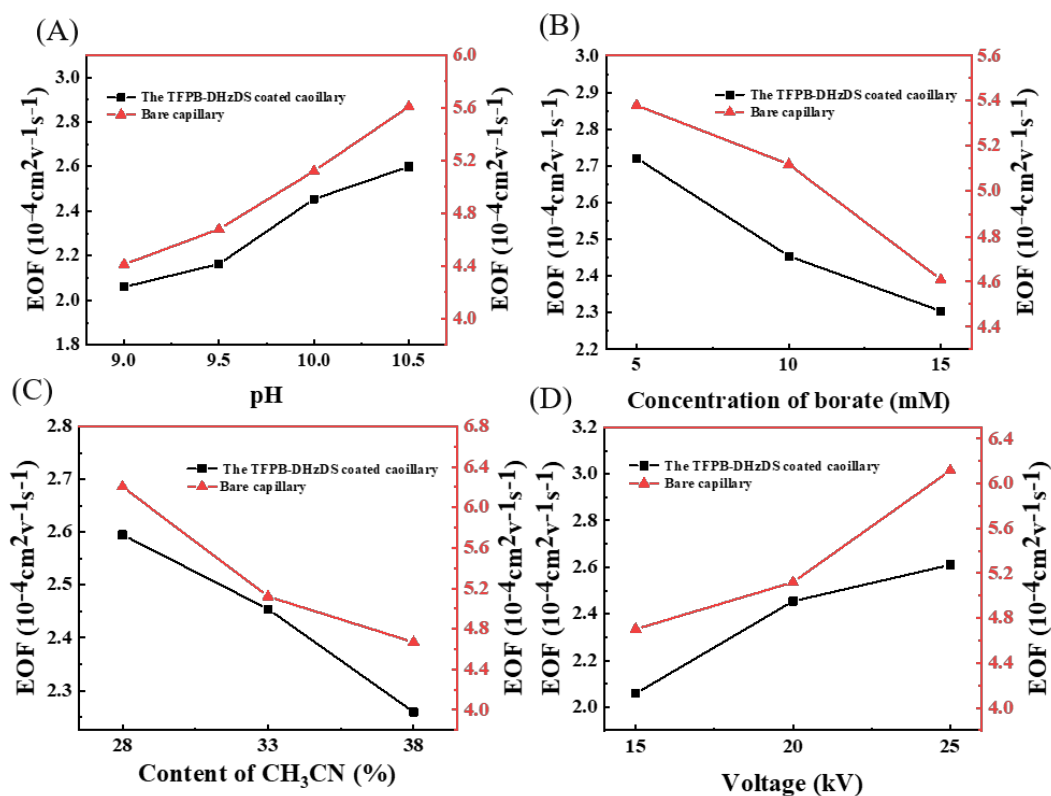 (A)
EOF (10⁻⁴cm²v⁻¹s⁻¹)
3.0
2.8
2.6
2.4
2.2
2.0
1.8
The TFPB-DHzDS coated caoillary
Bare capillary
6.0
5.6
5.2
4.8
4.4
4.0
EOF (10⁻⁴cm²v⁻¹s⁻¹)
9.0 9.5 10.0 10.5
pH
(B)
EOF (10⁻⁴cm²v⁻¹s⁻¹)
3.0
2.9
2.8
2.7
2.6
2.5
2.4
2.3
2.2
The TFPB-DHzDS coated caoillary
Bare capillary
5.6
5.4
5.2
5.0
4.8
4.6
4.4
EOF (10⁻⁴cm²v⁻¹s⁻¹)
5 10 15
Concentration of borate (mM)
(C)
EOF (10⁻⁴cm²v⁻¹s⁻¹)
2.8
2.7
2.6
2.5
2.4
2.3
The TFPB-DHzDS coated caoillary
Bare capillary
6.8
6.4
6.0
5.6
5.2
4.8
4.4
4.0
EOF (10⁻⁴cm²v⁻¹s⁻¹)
28 33 38
Content of CH₃CN (%)
(D)
EOF (10⁻⁴cm²v⁻¹s⁻¹)
3.2
3.0
2.8
2.6
2.4
2.2
2.0
The TFPB-DHzDS coated caoillary
Bare capillary
6.4
6.0
5.6
5.2
4.8
4.4
4.0
EOF (10⁻⁴cm²v⁻¹s⁻¹)
15 20 25
Voltage (kV)